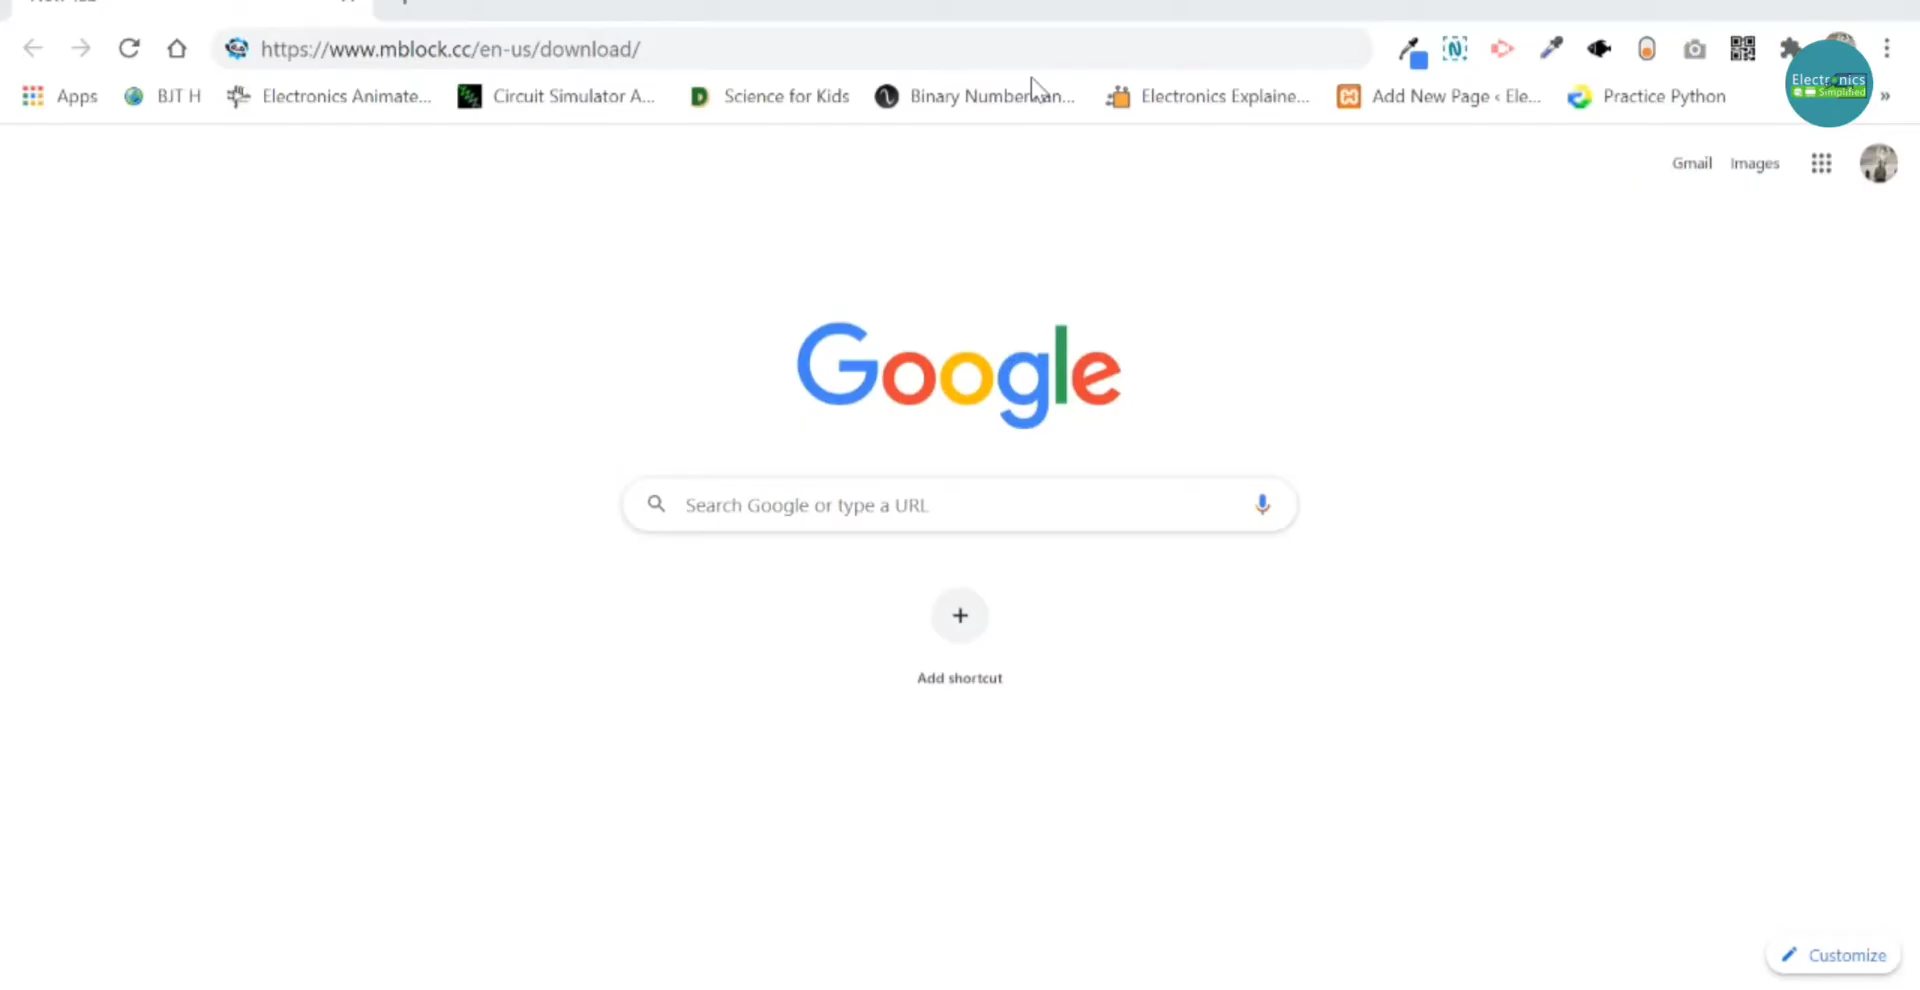 https://www.mblock.cc/en-us/download/
Apps
BJT H
Electronics Animate...
Circuit Simulator A...
Science for Kids
Binary Number an...
Electronics Explaine...
Add New Page ‹ Ele...
Practice Python
»
Electronics
Simplified
Gmail
Images
Google
Search Google or type a URL
Add shortcut
Customize